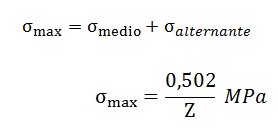 σmax = σmedio + σalternante
σmax = 0,502/Z MPa